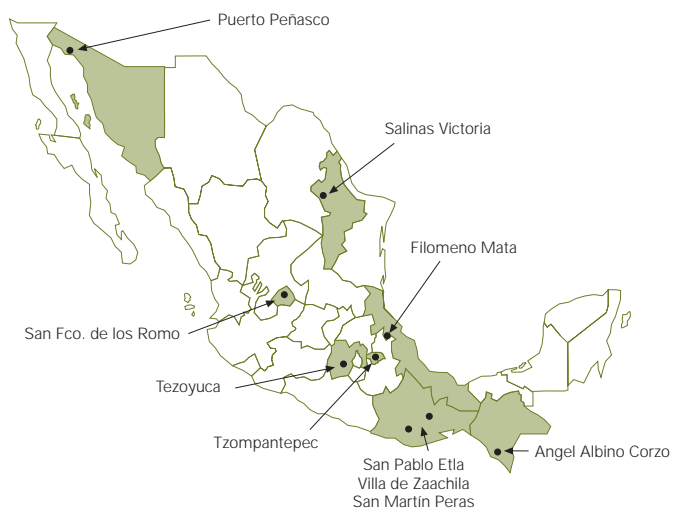 Puerto Peñasco
Salinas Victoria
Filomeno Mata
San Fco. de los Romo
Tezoyuca
Tzompantepec
Angel Albino Corzo
San Pablo Etla
Villa de Zaachila
San Martín Peras